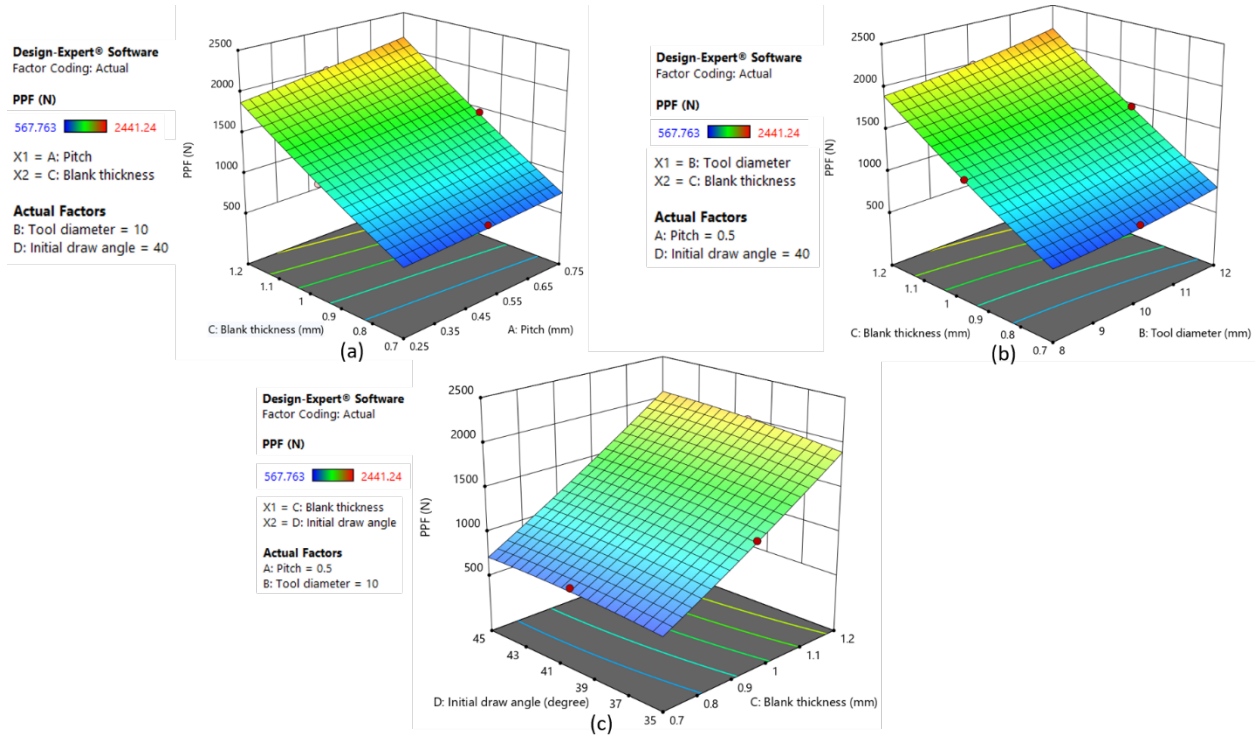 Design-Expert® Software
Factor Coding: Actual
PPF (N)
567.763 2441.24
X1 = A: Pitch
X2 = C: Blank thickness
Actual Factors
B: Tool diameter = 10
D: Initial draw angle = 40
PPF (N)
2500
2000
1500
1000
500
1.2
1.1
1
0.9
0.8
0.7
C: Blank thickness (mm)
0.25
0.35
0.45
0.55
0.65
0.75
A: Pitch (mm)
(a)
Design-Expert® Software
Factor Coding: Actual
PPF (N)
567.763 2441.24
X1 = B: Tool diameter
X2 = C: Blank thickness
Actual Factors
A: Pitch = 0.5
D: Initial draw angle = 40
PPF (N)
2500
2000
1500
1000
500
1.2
1.1
1
0.9
0.8
0.7
C: Blank thickness (mm)
8
9
10
11
12
B: Tool diameter (mm)
(b)
Design-Expert® Software
Factor Coding: Actual
PPF (N)
567.763 2441.24
X1 = C: Blank thickness
X2 = D: Initial draw angle
Actual Factors
A: Pitch = 0.5
B: Tool diameter = 10
PPF (N)
2500
2000
1500
1000
500
45
43
41
39
37
35
D: Initial draw angle (degree)
0.7
0.8
0.9
1
1.1
1.2
C: Blank thickness (mm)
(c)